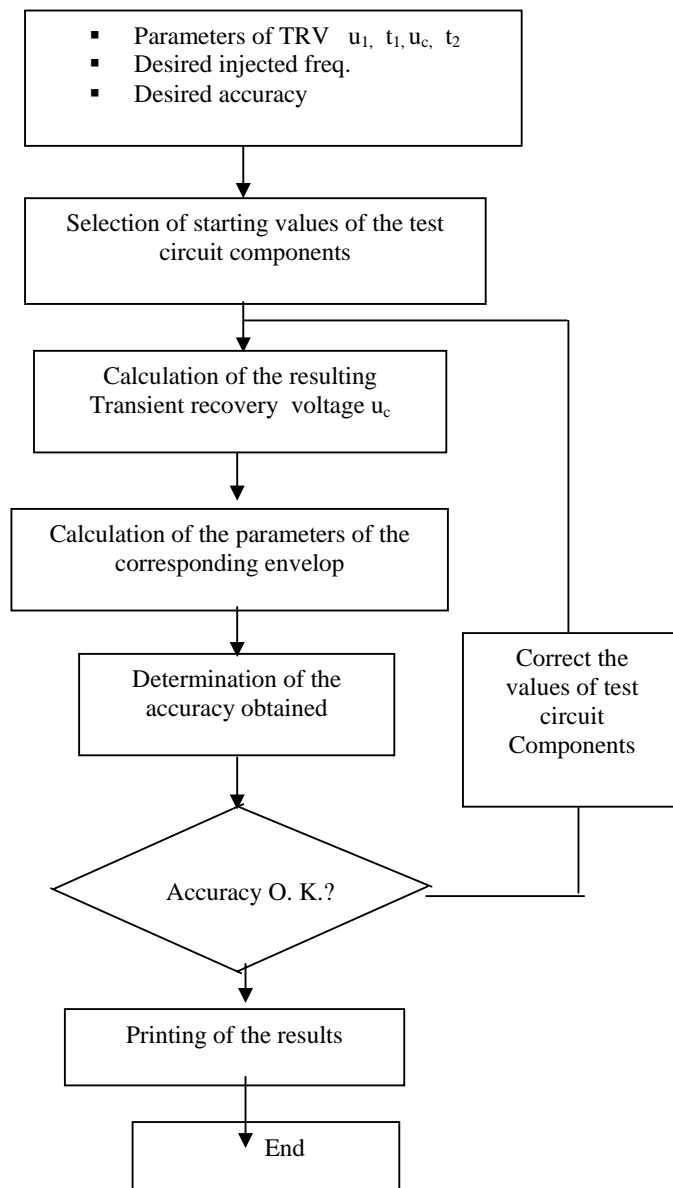 ▪ Parameters of TRV u1, t1, uc, t2
▪ Desired injected freq.
▪ Desired accuracy
Selection of starting values of the test
circuit components
Calculation of the resulting
Transient recovery voltage uc
Calculation of the parameters of the
corresponding envelop
Determination of the
accuracy obtained
Correct the
values of test
circuit
Components
Accuracy O. K.?
Printing of the results
End